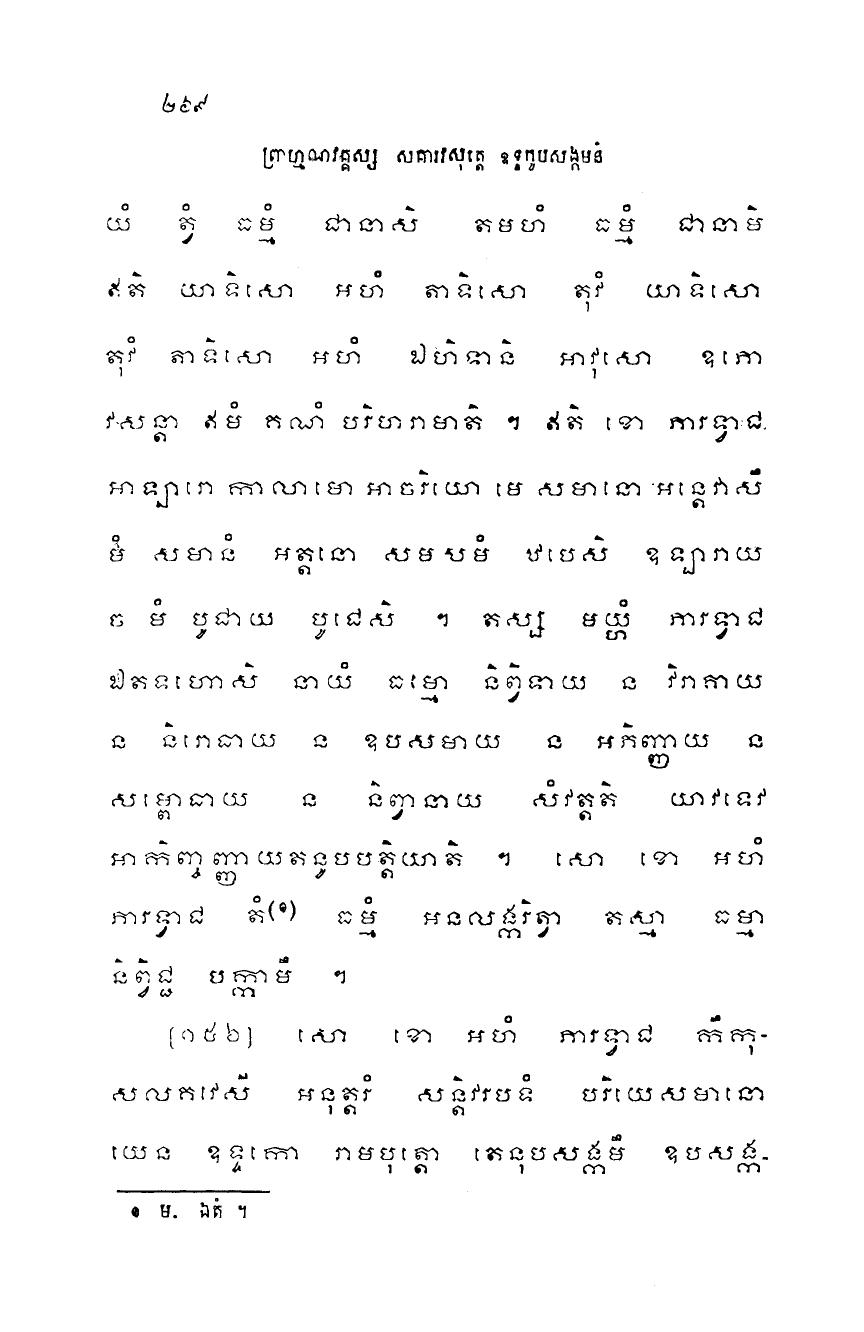 ២៦៩
ព្រាហ្មណវគ្គស្ស សគារវសុត្តេ ឧទ្ទកូបសង្កមនំ
យំ ត្វំ ធម្មំ ជានាសិ តមហំ ធម្មំ ជានាមិ
ឥតិ យាទិសោ អហំ តាទិសោ តុវំ យាទិសោ
តុវំ តាទិសោ អហំ ឯហិទានិ អាវុសោ ឧភោ
វសន្តា ឥមំ គណំ បរិហរាមាតិ ។ ឥតិ ខោ ភារទ្វាជ
អាឡារោ កាលាមោ អាចរិយោ មេ សមានោ អន្តេវាសឹ
មំ សមានំ អត្តនោ សមសមំ ឋបេសិ ឧឡារាយ
ច មំ បូជាយ បូជេសិ ។ តស្ស មយ្ហំ ភារទ្វាជ
ឯតទហោសិ នាយំ ធម្មោ និព្វិទាយ ន វិរាគាយ
ន និរោធាយ ន ឧបសមាយ ន អភិញ្ញាយ ន
សម្ពោធាយ ន និព្វានាយ សំវត្តតិ យាវទេវ
អាកិញ្ចញ្ញាយតនូបបត្តិយាតិ ។ សោ ខោ អហំ
ភារទ្វាជ តំ(១) ធម្មំ អនលង្ករិត្វា តស្មា ធម្មា
និព្វិជ្ជ បក្កាមឹ ។
[១៥៦] សោ ខោ អហំ ភារទ្វាជ កឹកុ-
សលគវេសី អនុត្តរំ សន្តិវរបទំ បរិយេសមានោ
យេន ឧទ្ទកោ រាមបុត្តោ តេនុបសង្កមឹ ឧបសង្ក-
១ ម. ឯតំ ។